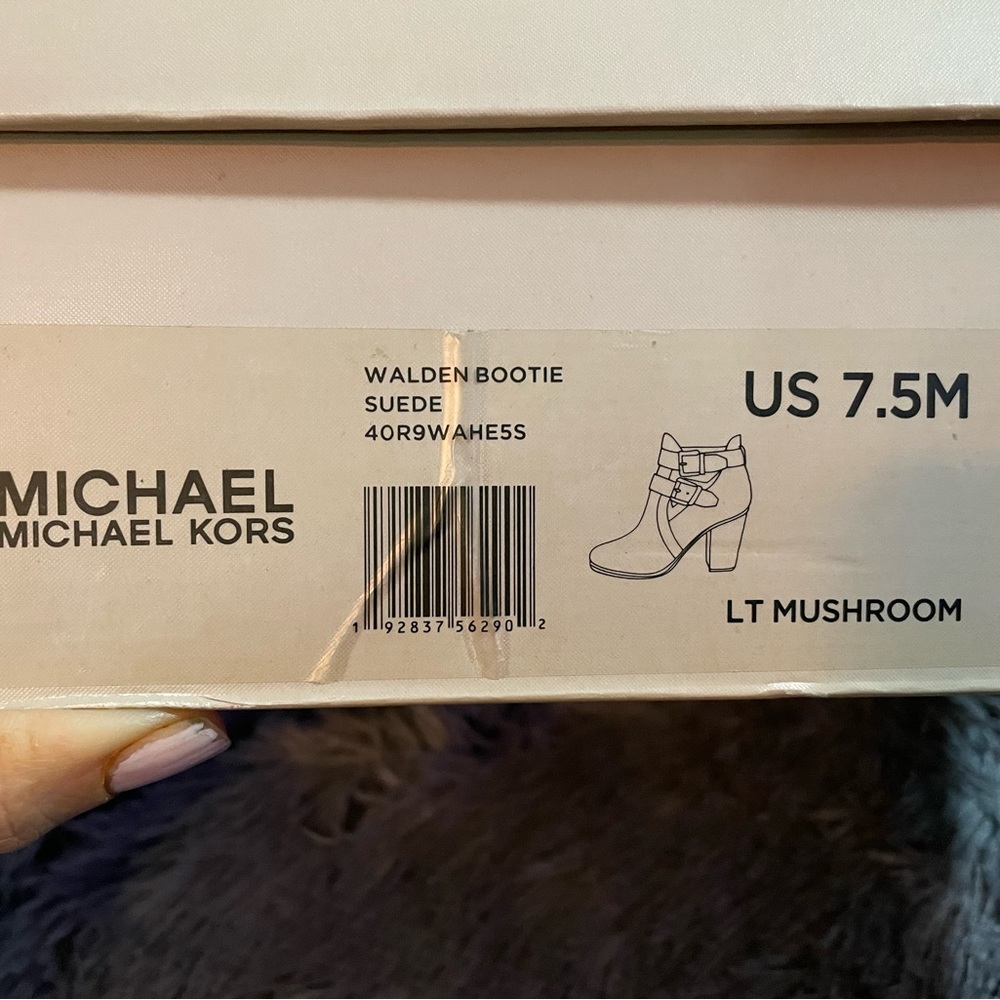 WALDEN BOOTIE
SUEDE
40R9WAHE5S
US 7.5M
MICHAEL
MICHAEL KORS
1 92837 56290 2
LT MUSHROOM